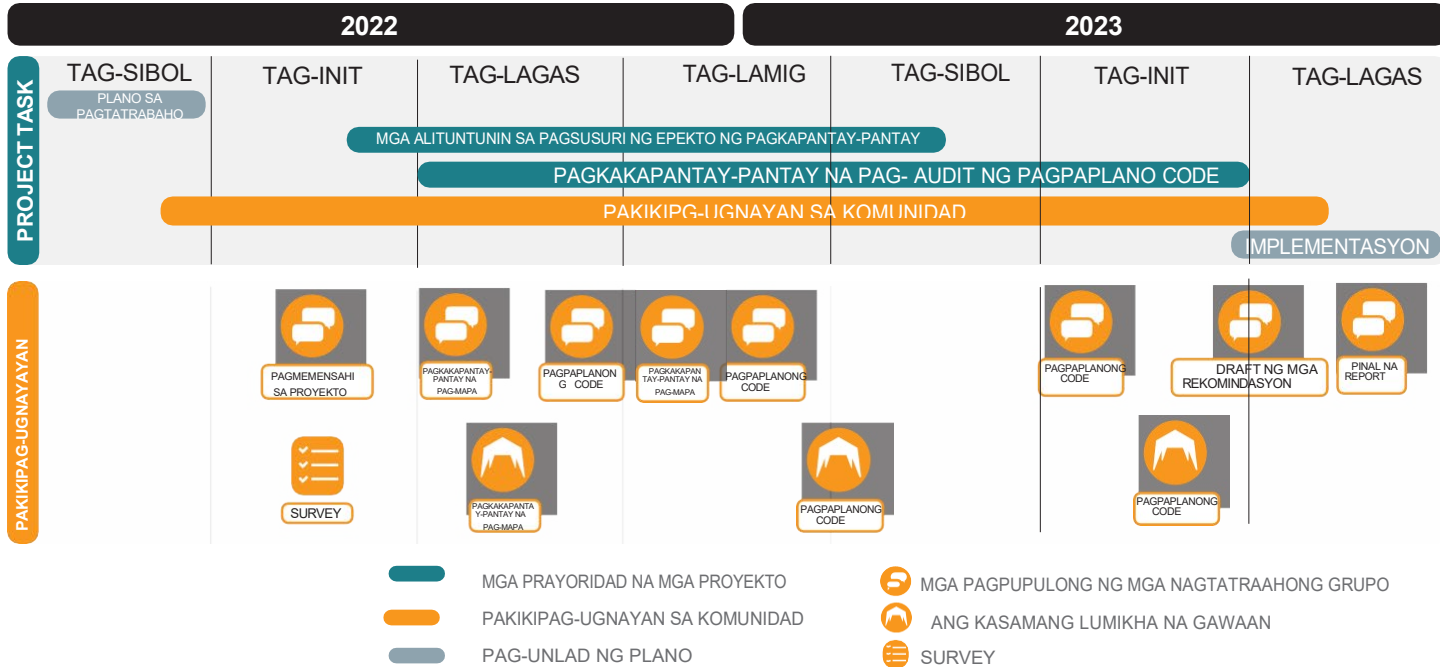 2022
2023
PROJECT TASK
TAG-SIBOL
TAG-INIT
TAG-LAGAS
TAG-LAMIG
TAG-SIBOL
TAG-INIT
TAG-LAGAS
PLANO SA
PAGTATRABAHO
MGA ALITUNTUNIN SA PAGSUSURI NG EPEKTO NG PAGKAPANTAY-PANTAY
PAGKAKAPANTAY-PANTAY NA PAG- AUDIT NG PAGPAPLANO CODE
PAKIKIPG-UGNAYAN SA KOMUNIDAD
IMPLEMENTASYON
PAKIKIPAG-UGNAYAYAN
PAGMEMENSAHI
SA PROYEKTO
PAGKAKAPANTAY-
PANTAY NA
PAG-MAPA
PAGPAPLANON
G CODE
PAGKAKAPAN
TAY-PANTAY NA
PAG-MAPA
PAGPAPLANONG
CODE
PAGPAPLANONG
CODE
DRAFT NG MGA
REKOMINDASYON
PINAL NA
REPORT
SURVEY
PAGKAKAPANTA
Y-PANTAY NA
PAG-MAPA
PAGPAPLANONG
CODE
PAGPAPLANONG
CODE
MGA PRAYORIDAD NA MGA PROYEKTO
PAKIKIPAG-UGNAYAN SA KOMUNIDAD
PAG-UNLAD NG PLANO
MGA PAGPUPULONG NG MGA NAGTATRAAHONG GRUPO
ANG KASAMANG LUMIKHA NA GAWAAN
SURVEY